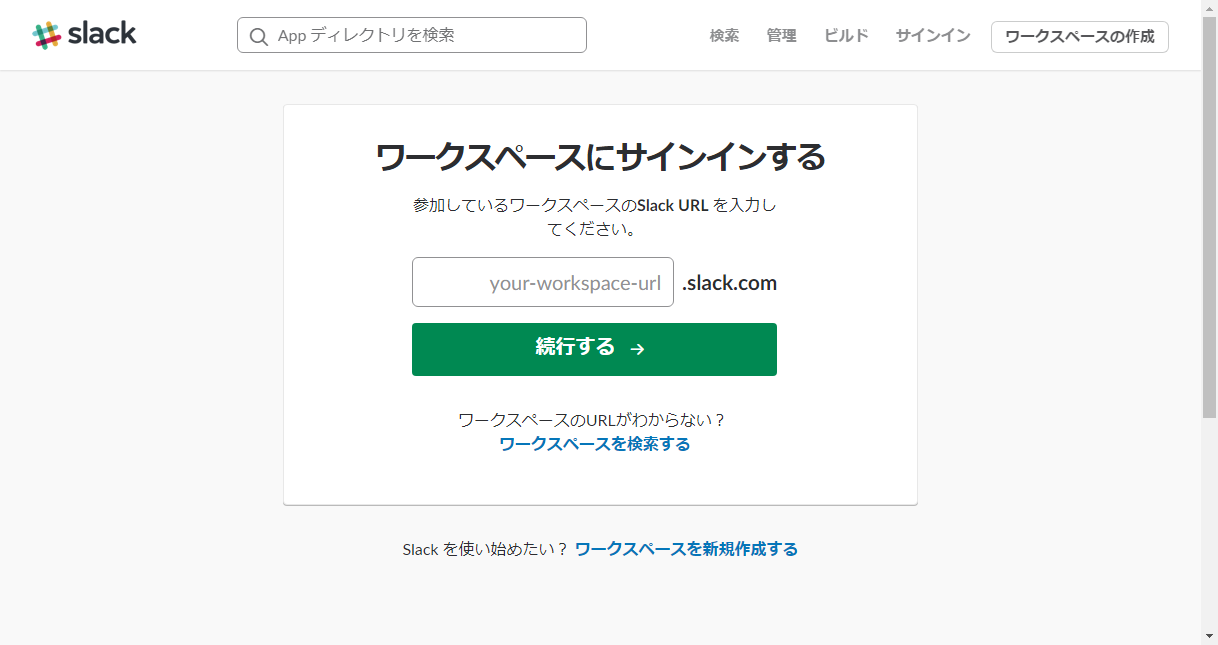 slack
App ディレクトリを検索
検索 管理 ビルド サインイン ワークスペースの作成
ワークスペースにサインインする
参加しているワークスペースのSlack URL を入力し
てください。
your-workspace-url .slack.com
続行する →
ワークスペースのURLがわからない？
ワークスペースを検索する
Slack を使い始めたい？ ワークスペースを新規作成する